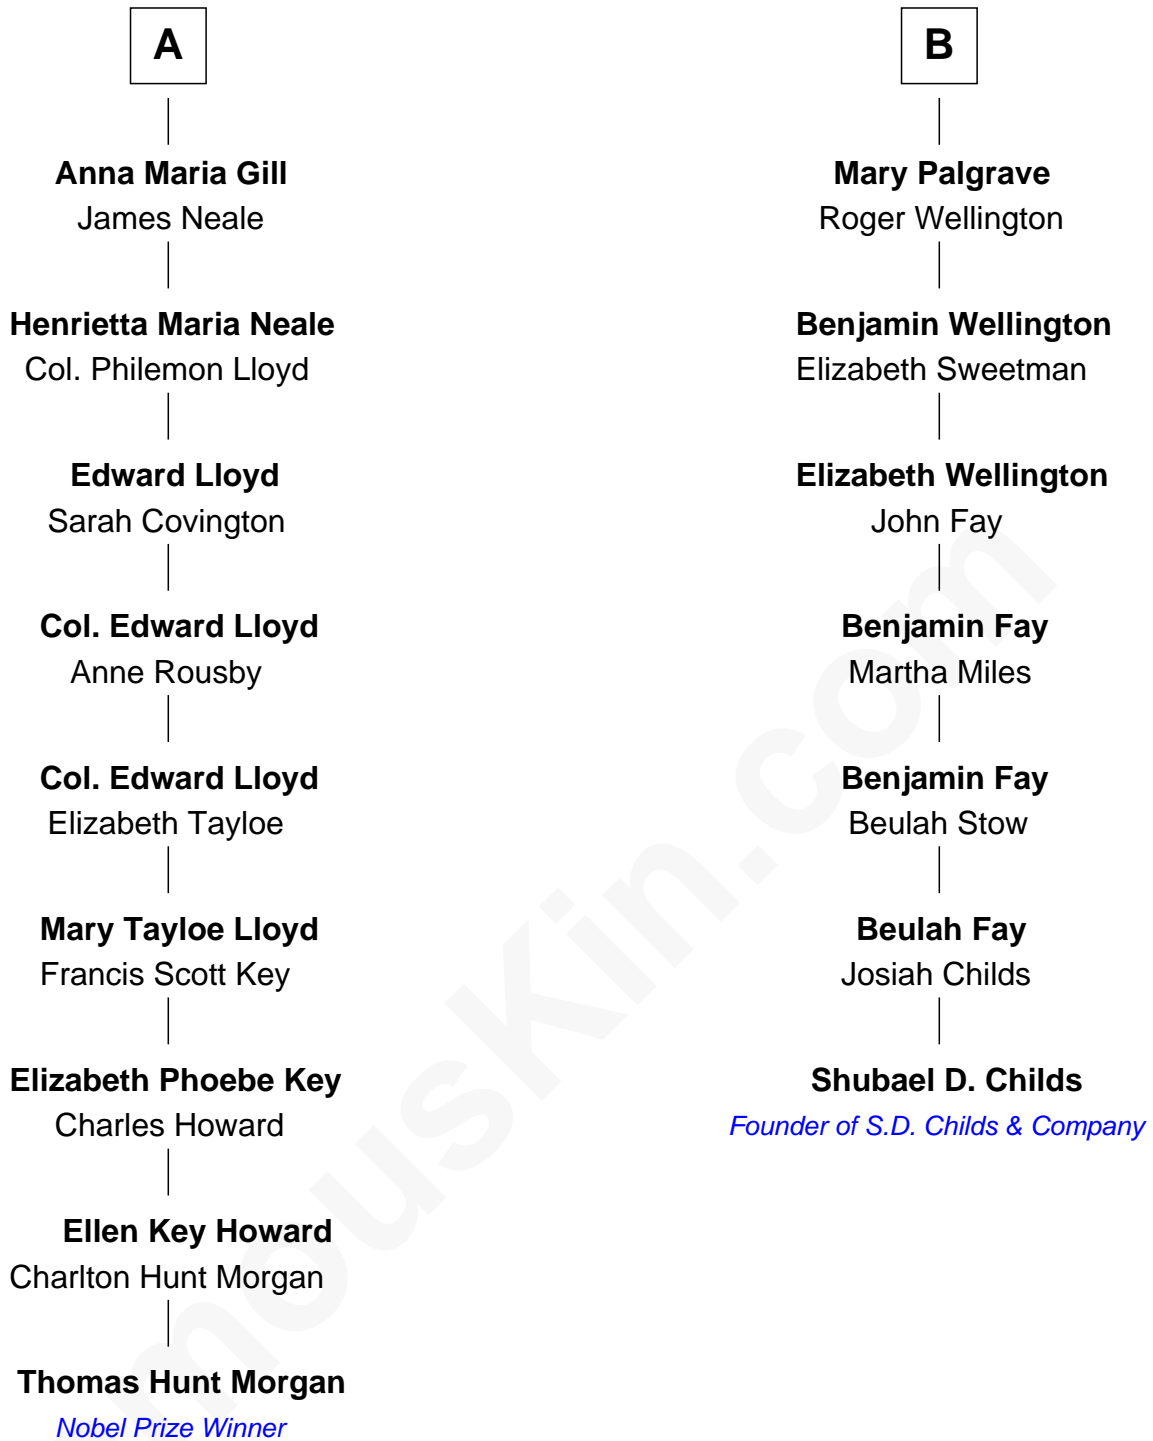 A
Anna Maria Gill
James Neale
Henrietta Maria Neale
Col. Philemon Lloyd
Edward Lloyd
Sarah Covington
Col. Edward Lloyd
Anne Rousby
Col. Edward Lloyd
Elizabeth Tayloe
Mary Tayloe Lloyd
Francis Scott Key
Elizabeth Phoebe Key
Charles Howard
Ellen Key Howard
Charlton Hunt Morgan
Thomas Hunt Morgan
Nobel Prize Winner
B
Mary Palgrave
Roger Wellington
Benjamin Wellington
Elizabeth Sweetman
Elizabeth Wellington
John Fay
Benjamin Fay
Martha Miles
Benjamin Fay
Beulah Stow
Beulah Fay
Josiah Childs
Shubael D. Childs
Founder of S.D. Childs & Company
mousKin.com